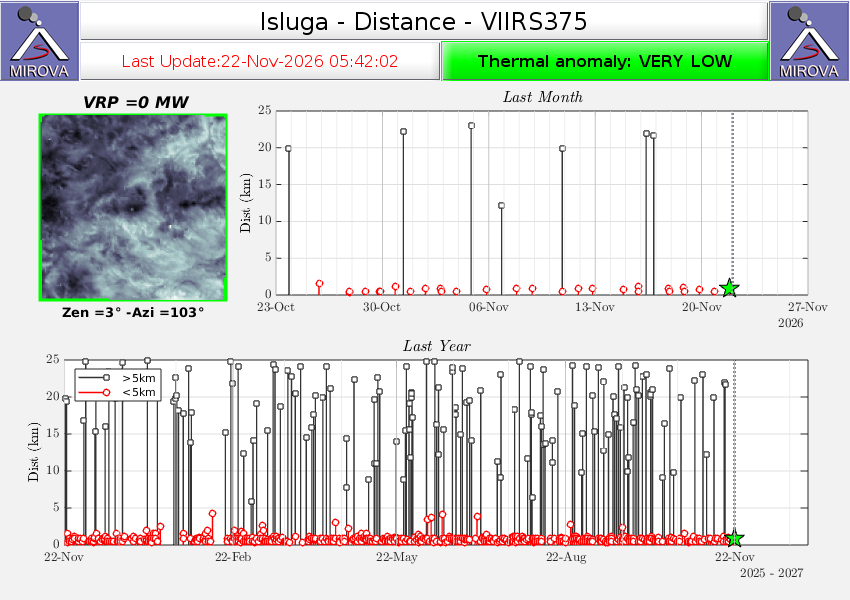 Isluga - Distance - VIIRS375
MIROVA
Last Update:22-Nov-2026 05:42:02
Thermal anomaly: VERY LOW
MIROVA
VRP =0 MW
Zen =3° -Azi =103°
Last Month
Dist (km)
25
20
15
10
5
0
23-Oct 30-Oct 06-Nov 13-Nov 20-Nov 27-Nov
2026
Last Year
Dist (km)
25
20
15
10
5
0
>5km
<5km
22-Nov 22-Feb 22-May 22-Aug 22-Nov
2025 - 2027